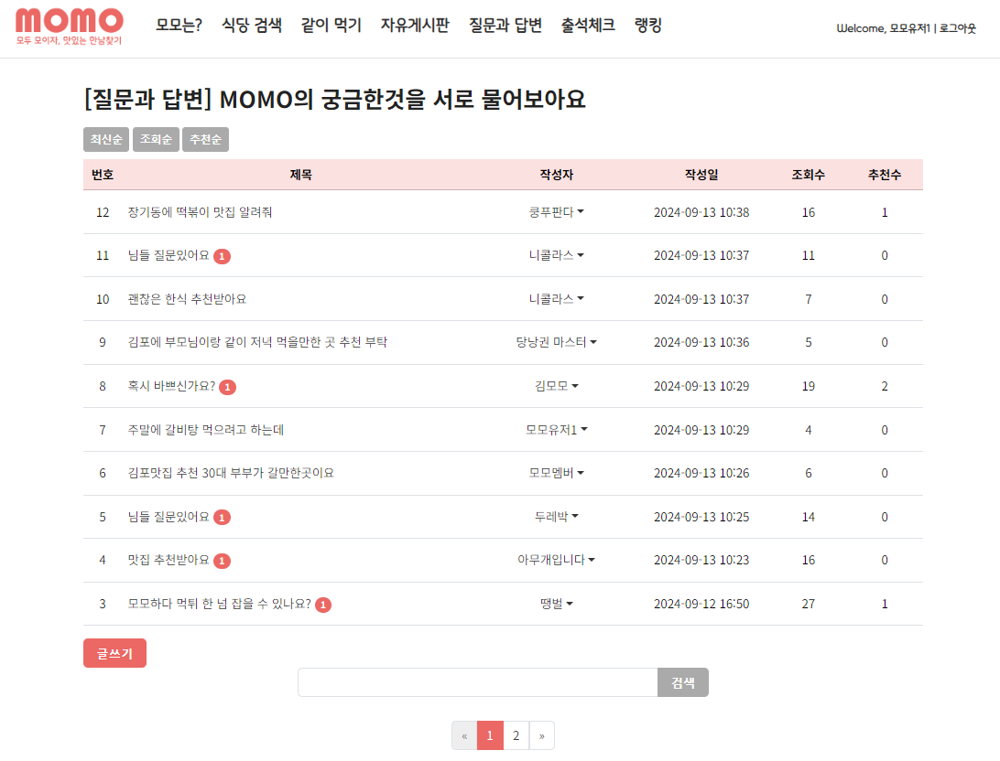 MOMO
모두 모이자, 맛있는 만남찾기
모모는? 식당 검색 같이 먹기 자유게시판 질문과 답변 출석체크 랭킹
Welcome, 모모유저1 | 로그아웃
[질문과 답변] MOMO의 궁금한것을 서로 물어보아요
최신순 조회순 추천순
번호 제목 작성자 작성일 조회수 추천수
12 장기동에 떡볶이 맛집 알려줘 쿵푸판다 2024-09-13 10:38 16 1
11 님들 질문있어요 1 니콜라스 2024-09-13 10:37 11 0
10 괜찮은 한식 추천받아요 니콜라스 2024-09-13 10:37 7 0
9 김포에 부모님이랑 같이 저녁 먹을만한 곳 추천 부탁 당낭권 마스터 2024-09-13 10:36 5 0
8 혹시 바쁘신가요? 1 김모모 2024-09-13 10:29 19 2
7 주말에 갈비탕 먹으려고 하는데 모모유저1 2024-09-13 10:29 4 0
6 김포맛집 추천 30대 부부가 갈만한곳이요 모모멤버 2024-09-13 10:26 6 0
5 님들 질문있어요 1 두레박 2024-09-13 10:25 14 0
4 맛집 추천받아요 1 아무개입니다 2024-09-13 10:23 16 0
3 모모하다 먹튀 한 넘 잡을 수 있나요? 1 땡벌 2024-09-12 16:50 27 1
글쓰기
검색
« 1 2 »